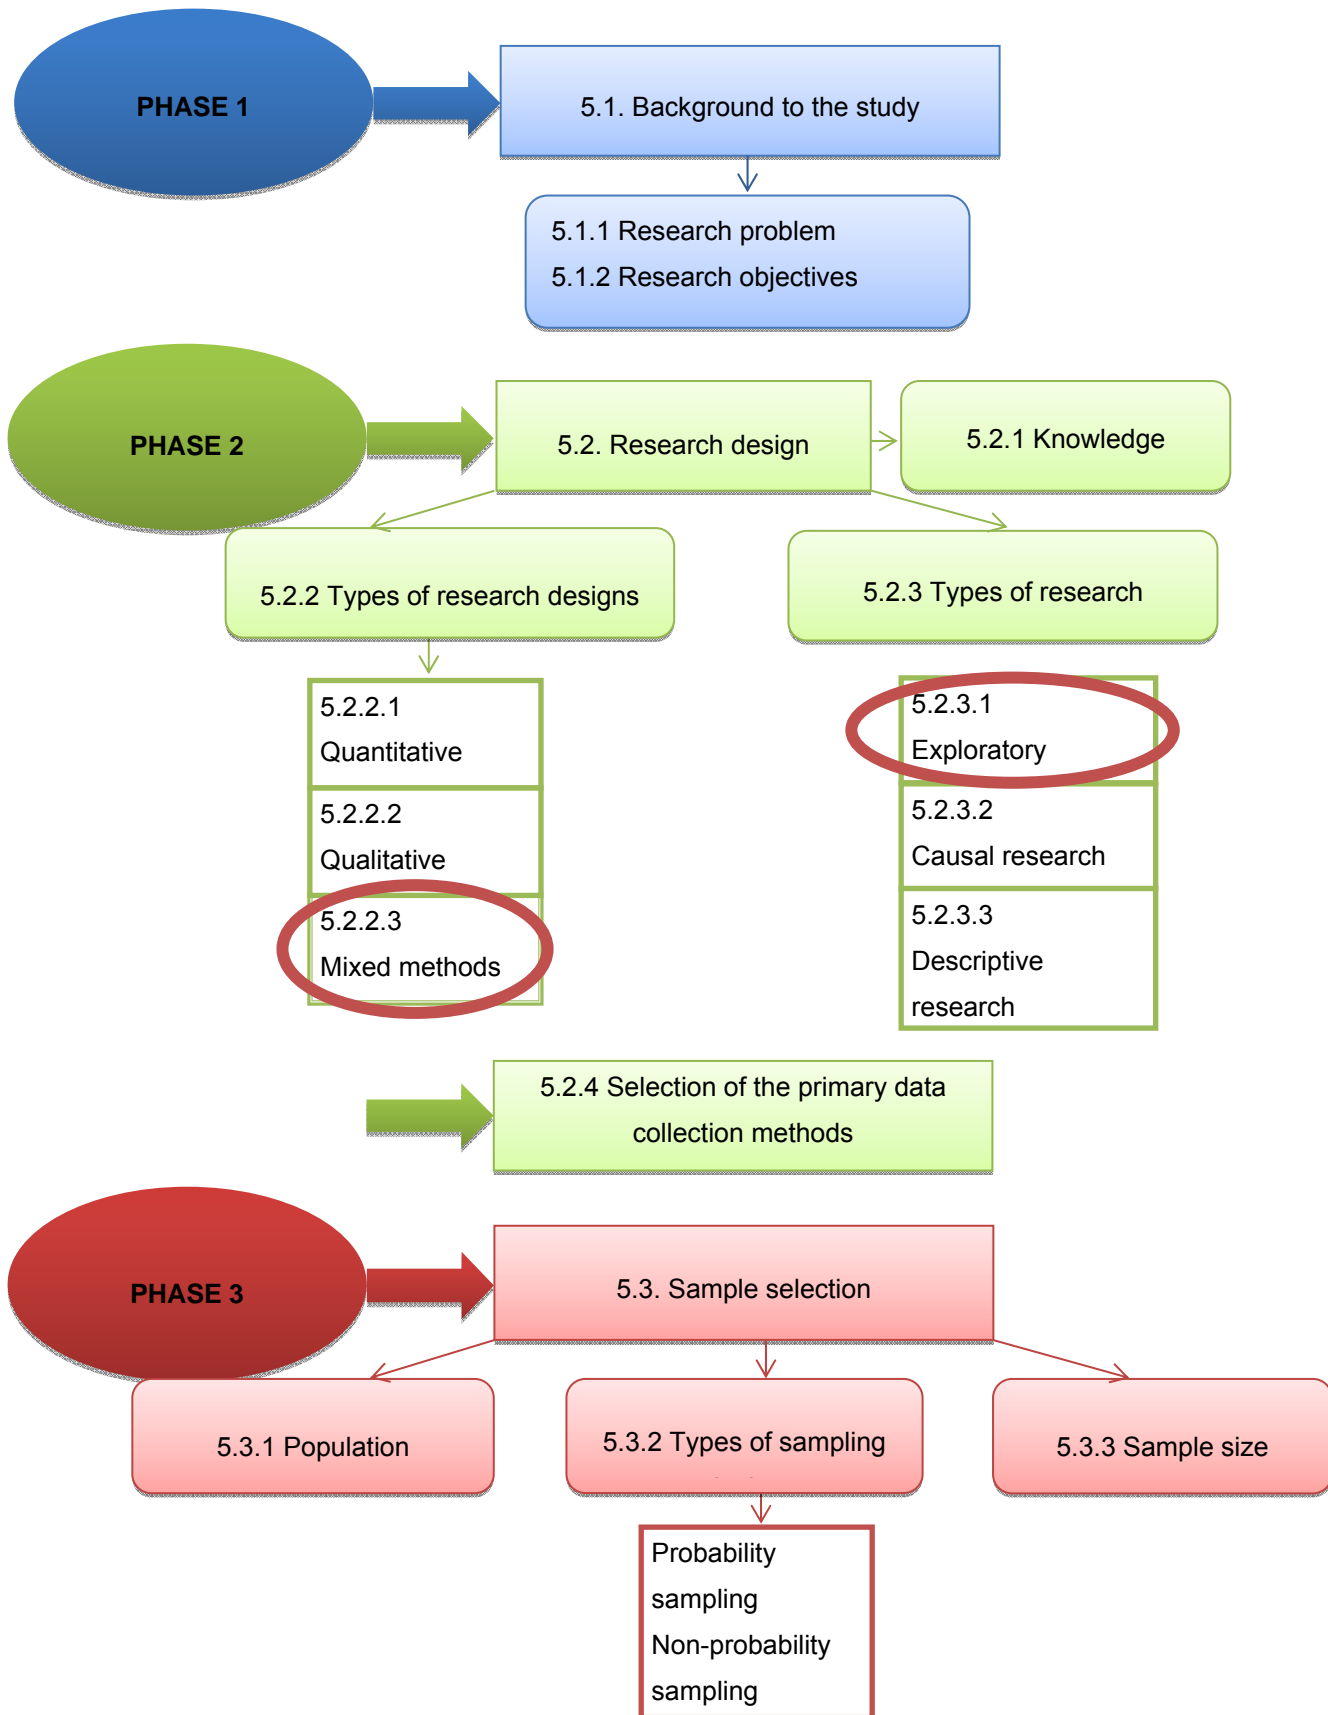 PHASE 1
5.1. Background to the study
5.1.1 Research problem
5.1.2 Research objectives
PHASE 2
5.2. Research design
5.2.1 Knowledge
5.2.2 Types of research designs
5.2.3 Types of research
5.2.2.1
Quantitative
5.2.2.2
Qualitative
5.2.2.3
Mixed methods
5.2.3.1
Exploratory
5.2.3.2
Causal research
5.2.3.3
Descriptive
research
5.2.4 Selection of the primary data
collection methods
PHASE 3
5.3. Sample selection
5.3.1 Population
5.3.2 Types of sampling
5.3.3 Sample size
Probability
sampling
Non-probability
sampling